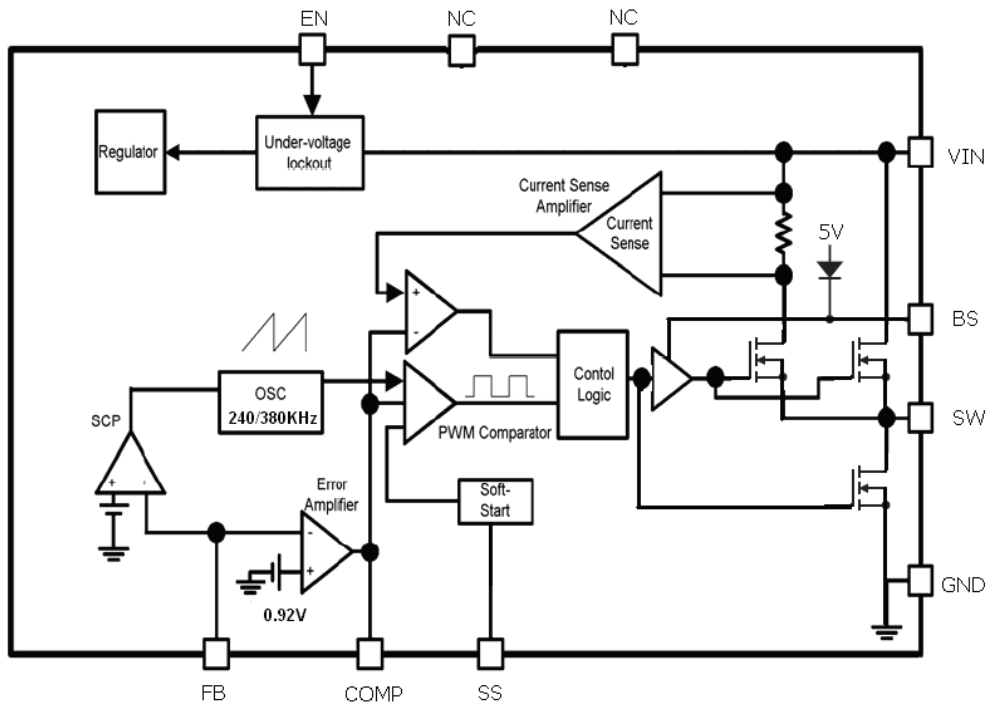 EN
NC
NC
Regulator
Under-voltage
lockout
VIN
Current Sense
Amplifier
Current
Sense
5V
BS
+
-
OSC
240/380KHz
Contol
Logic
SCP
PWM Comparator
SW
+
-
Error
Amplifier
Soft-
Start
-
+
0.92V
GND
FB
COMP
SS